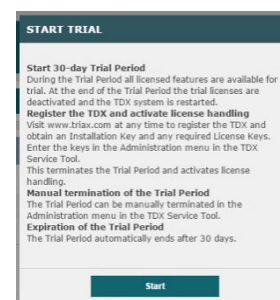 START TRIAL
Start 30-day Trial Period
During the Trial Period all licensed features are available for
trial. At the end of the Trial Period the trial licenses are
deactivated and the TDX system is restarted.
Register the TDX and activate license handling
Visit www.triax.com at any time to register the TDX and
obtain an Installation Key and any required License Keys.
Enter the keys in the Administration menu in the TDX
Service Tool.
This terminates the Trial Period and activates license
handling.
Manual termination of the Trial Period
The Trial Period can be manually terminated in the
Administration menu in the TDX Service Tool.
Expiration of the Trial Period
The Trial Period automatically ends after 30 days.
Start